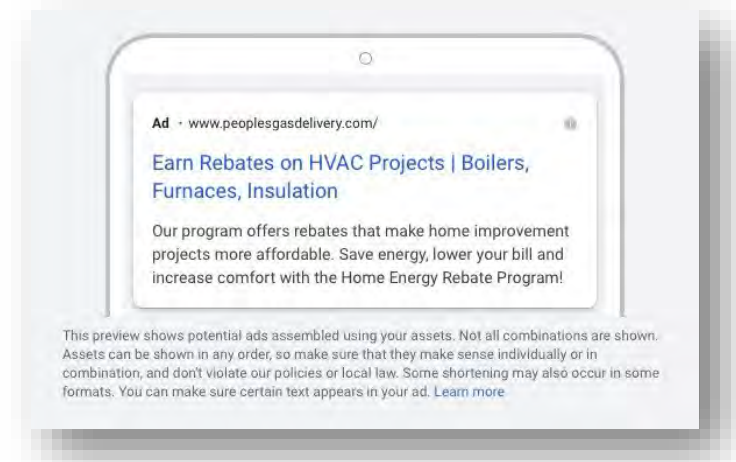 Ad · www.peoplesgasdelivery.com/
Earn Rebates on HVAC Projects | Boilers,
Furnaces, Insulation
Our program offers rebates that make home improvement
projects more affordable. Save energy, lower your bill and
increase comfort with the Home Energy Rebate Program!
This preview shows potential ads assembled using your assets. Not all combinations are shown.
Assets can be shown in any order, so make sure that they make sense individually or in
combination, and don't violate our policies or local law. Some shortening may also occur in some
formats. You can make sure certain text appears in your ad. Learn more